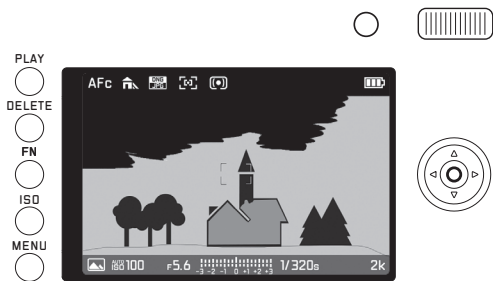 PLAY
DELETE
FN
ISO
MENU
AFc DNG JPG
AUTO ISO 100 F5.6 -3 -2 -1 0 +1 +2 +3 1/320s 2k